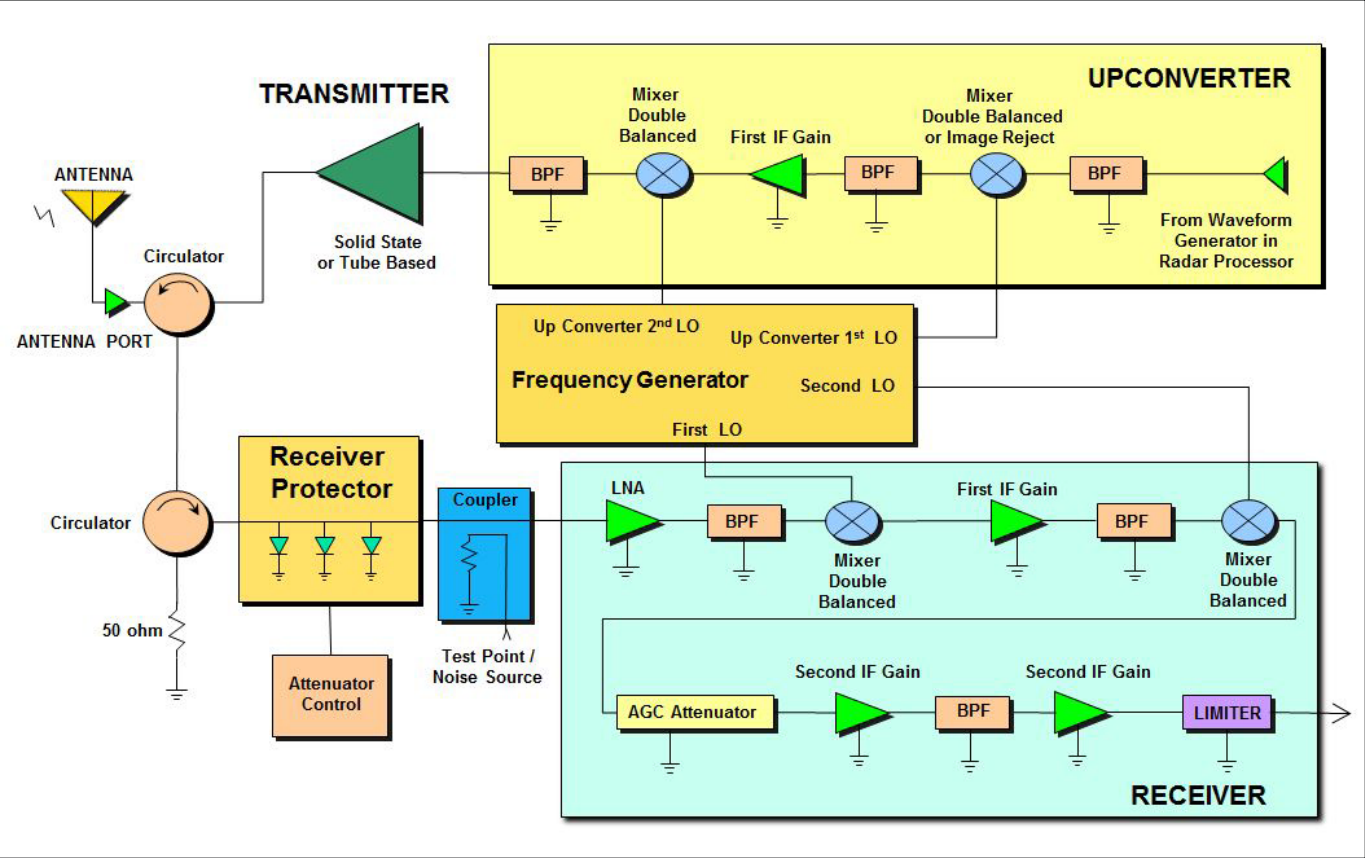 UPCONVERTER
TRANSMITTER
Mixer
Double
Balanced
First IF Gain
Mixer
Double Balanced
or Image Reject
BPF
BPF
BPF
From Waveform
Generator in
Radar Processor
ANTENNA
Solid State
or Tube Based
Circulator
ANTENNA PORT
Up Converter 2nd LO
Up Converter 1st LO
Frequency Generator
Second LO
First LO
Receiver
Protector
Circulator
50 ohm
Attenuator
Control
Coupler
Test Point /
Noise Source
LNA
BPF
Mixer
Double
Balanced
First IF Gain
BPF
Mixer
Double
Balanced
AGC Attenuator
Second IF Gain
BPF
Second IF Gain
LIMITER
RECEIVER